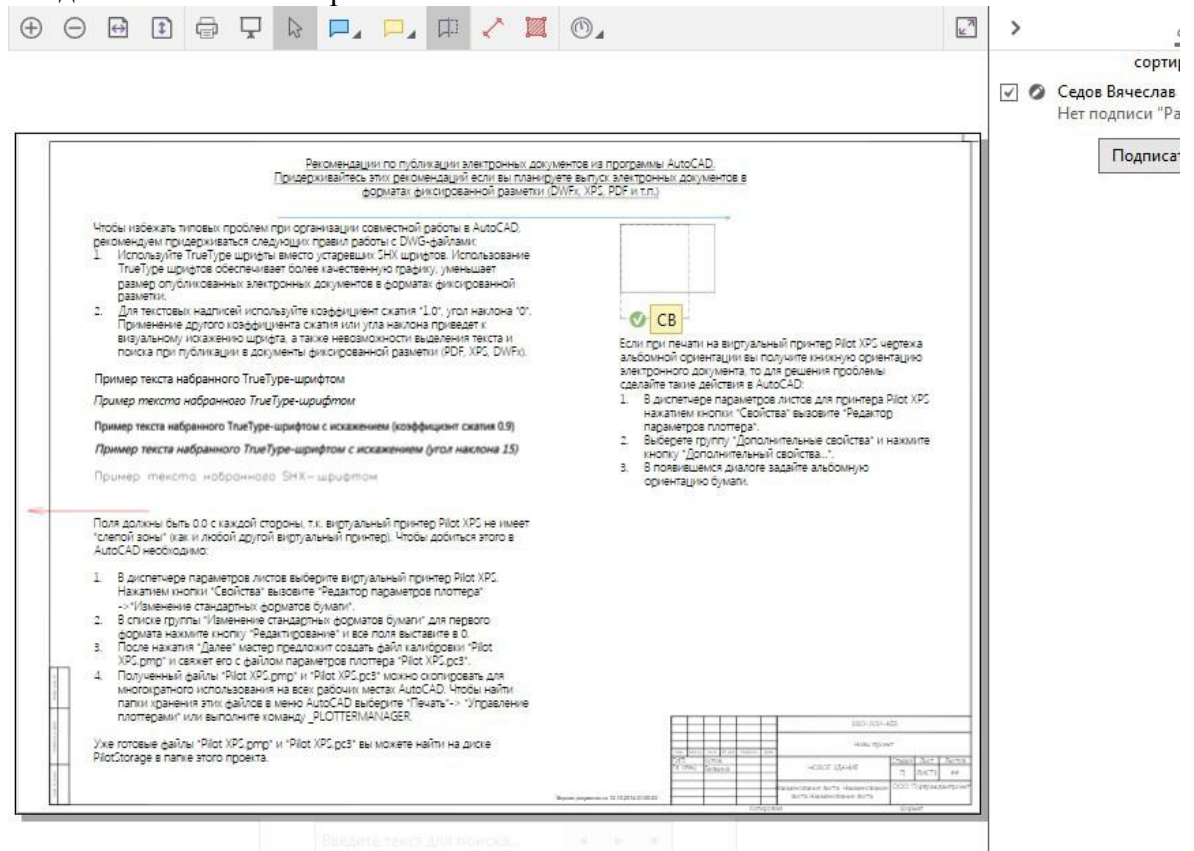 сорти
Седов Вячеслав
Нет подписи "Ра
Подписат
Рекомендации по публикации электронных документов из программы AutoCAD.
Придерживайтесь этих рекомендаций если вы планируете выпуск электронных документов в
форматах фиксированной разметки (DWFx, XPS, PDF и т.п.)
Чтобы избежать типовых проблем при организации совместной работы в AutoCAD,
рекомендуем придерживаться следующих правил работы с DWG-файлами:
1. Используйте TrueType шрифты вместо устаревших SHX шрифтов. Использование
TrueType шрифтов обеспечивает более качественную графику, уменьшает
размер опубликованных электронных документов в форматах фиксированной
разметки.
2. Для текстовых надписей используйте коэффициент сжатия "1.0", угол наклона "0".
Применение другого коэффициента сжатия или угла наклона приведет к
визуальному искажению шрифта, а также невозможности выделения текста и
поиска при публикации в документы фиксированной разметки (PDF, XPS, DWFx).
Пример текста набранного TrueType-шрифтом
Пример текста набранного TrueType-шрифтом
Пример текста набранного TrueType-шрифтом с искажением (коэффициэнт сжатия 0.9)
Пример текста набранного TrueType-шрифтом с искажением (угол наклона 15)
Пример текста набранного SHX-шрифтом
Поля должны быть 0.0 с каждой стороны, т.к. виртуальный принтер Pilot XPS не имеет
"слепой зоны" (как и любой другой виртуальный принтер). Чтобы добиться этого в
AutoCAD необходимо:
1. В диспетчере параметров листов выберите виртуальный принтер Pilot XPS.
Нажатием кнопки "Свойства" вызовите "Редактор параметров плоттера"
->"Изменение стандартных форматов бумаги".
2. В списке группы "Изменение стандартных форматов бумаги" для первого
формата нажмите кнопку "Редактирование" и все поля выставите в 0.
3. После нажатия "Далее" мастер предложит создать файл калибровки "Pilot
XPS.pmp" и свяжет его с файлом параметров плоттера "Pilot XPS.pc3".
4. Полученный файлы "Pilot XPS.pmp" и "Pilot XPS.pc3" можно скопировать для
многократного использования на всех рабочих местах AutoCAD. Чтобы найти
папки хранения этих файлов в меню AutoCAD выберите "Печать"-> "Управление
плоттерами" или выполните команду _PLOTTERMANAGER.
Уже готовые файлы "Pilot XPS.pmp" и "Pilot XPS.pc3" вы можете найти на диске
PilotStorage в папке этого проекта.
СВ
Если при печати на виртуальный принтер Pilot XPS чертежа
альбомной ориентации вы получите книжную ориентацию
электронного документа, то для решения проблемы
сделайте такие действия в AutoCAD:
1. В диспетчере параметров листов для принтера Pilot XPS
нажатием кнопки "Свойства" вызовите "Редактор
параметров плоттера".
2. Выберете группу "Дополнительные свойства" и нажмите
кнопку "Дополнительный свойства...".
3. В появившемся диалоге задайте альбомную
ориентацию бумаги.
НОВОЕ ЗДАНИЕ
Стадия Лист Листов
П ЛИСТ1 ##
Наименование листа Наименование
листа Наименование листа
Копировал Формат
Введите текст для поиска...